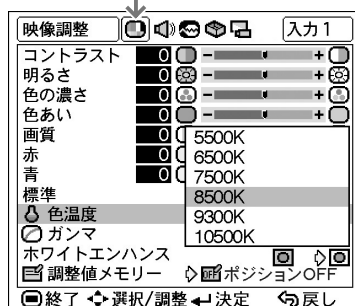 映像調整 入力1
コントラスト 0 - +
明るさ 0 - +
色の濃さ 0 - +
色あい 0 - +
画質 0
赤 0
青 0
標準
色温度
5500K
6500K
7500K
8500K
9300K
10500K
ガンマ
ホワイトエンハンス
調整値メモリー ポジションOFF
終了 選択/調整 決定 戻し